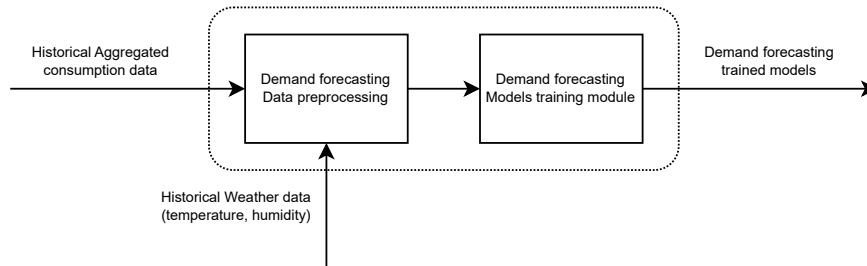 Historical Aggregated
consumption data
Demand forecasting
Data preprocessing
Demand forecasting
Models training module
Demand forecasting
trained models
Historical Weather data
(temperature, humidity)